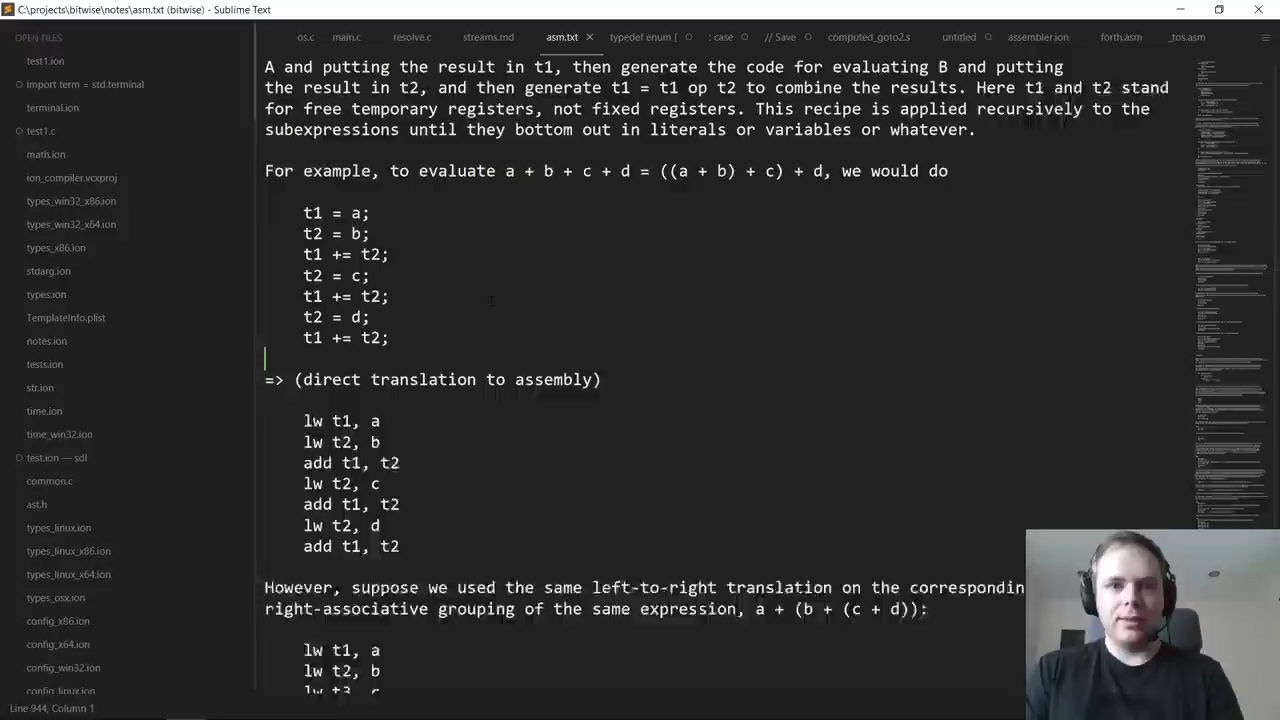 C:\projects\bitwise\notes\asm.txt (bitwise) - Sublime Text
OPEN FILES
test1.ion
import term = std.terminal
terminal.ion
test1.c
math.ion
ion_compiler.vcxproj
types_win32_x86.ion
types_win32_x64.ion
types_x86.ion
stdarg.ion
types.ion
TemplateInfo.plist
notes.ion
tests.ion
str.ion
time.ion
time_win32.ion
test.ion — sdl
common.c
ast.h
types_linux.ion
types_linux_x86.ion
types_linux_x64.ion
types_osx.ion
config_x86.ion
config_x64.ion
config_win32.ion
config_linux.ion
os.c main.c resolve.c streams.md asm.txt typedef enum { : case // Save computed_goto2.s untitled assembler.ion forth.asm _tos.asm
A and putting the result in t1, then generate the code for evaluating B and putting
the result in t2, and then generate t1 = t1 op t2 to combine the results. Here t1 and t2 stand
for free temporary registers, not fixed registers. This recipe is applied recursively to the
subexpressions until they bottom out in literals or variables or whatever.
For example, to evaluate a + b + c + d = ((a + b) + c) + d, we would do
t1 = a;
t2 = b;
t1 += t2;
t2 = c;
t1 += t2;
t2 = d;
t1 += t2;
=> (direct translation to assembly)
lw t1, a
lw t2, b
add t1, t2
lw t2, c
add t1, t2
lw t2, d
add t1, t2
However, suppose we used the same left-to-right translation on the correspondin
right-associative grouping of the same expression, a + (b + (c + d)):
lw t1, a
lw t2, b
lw t3, c
Line 944, Column 1